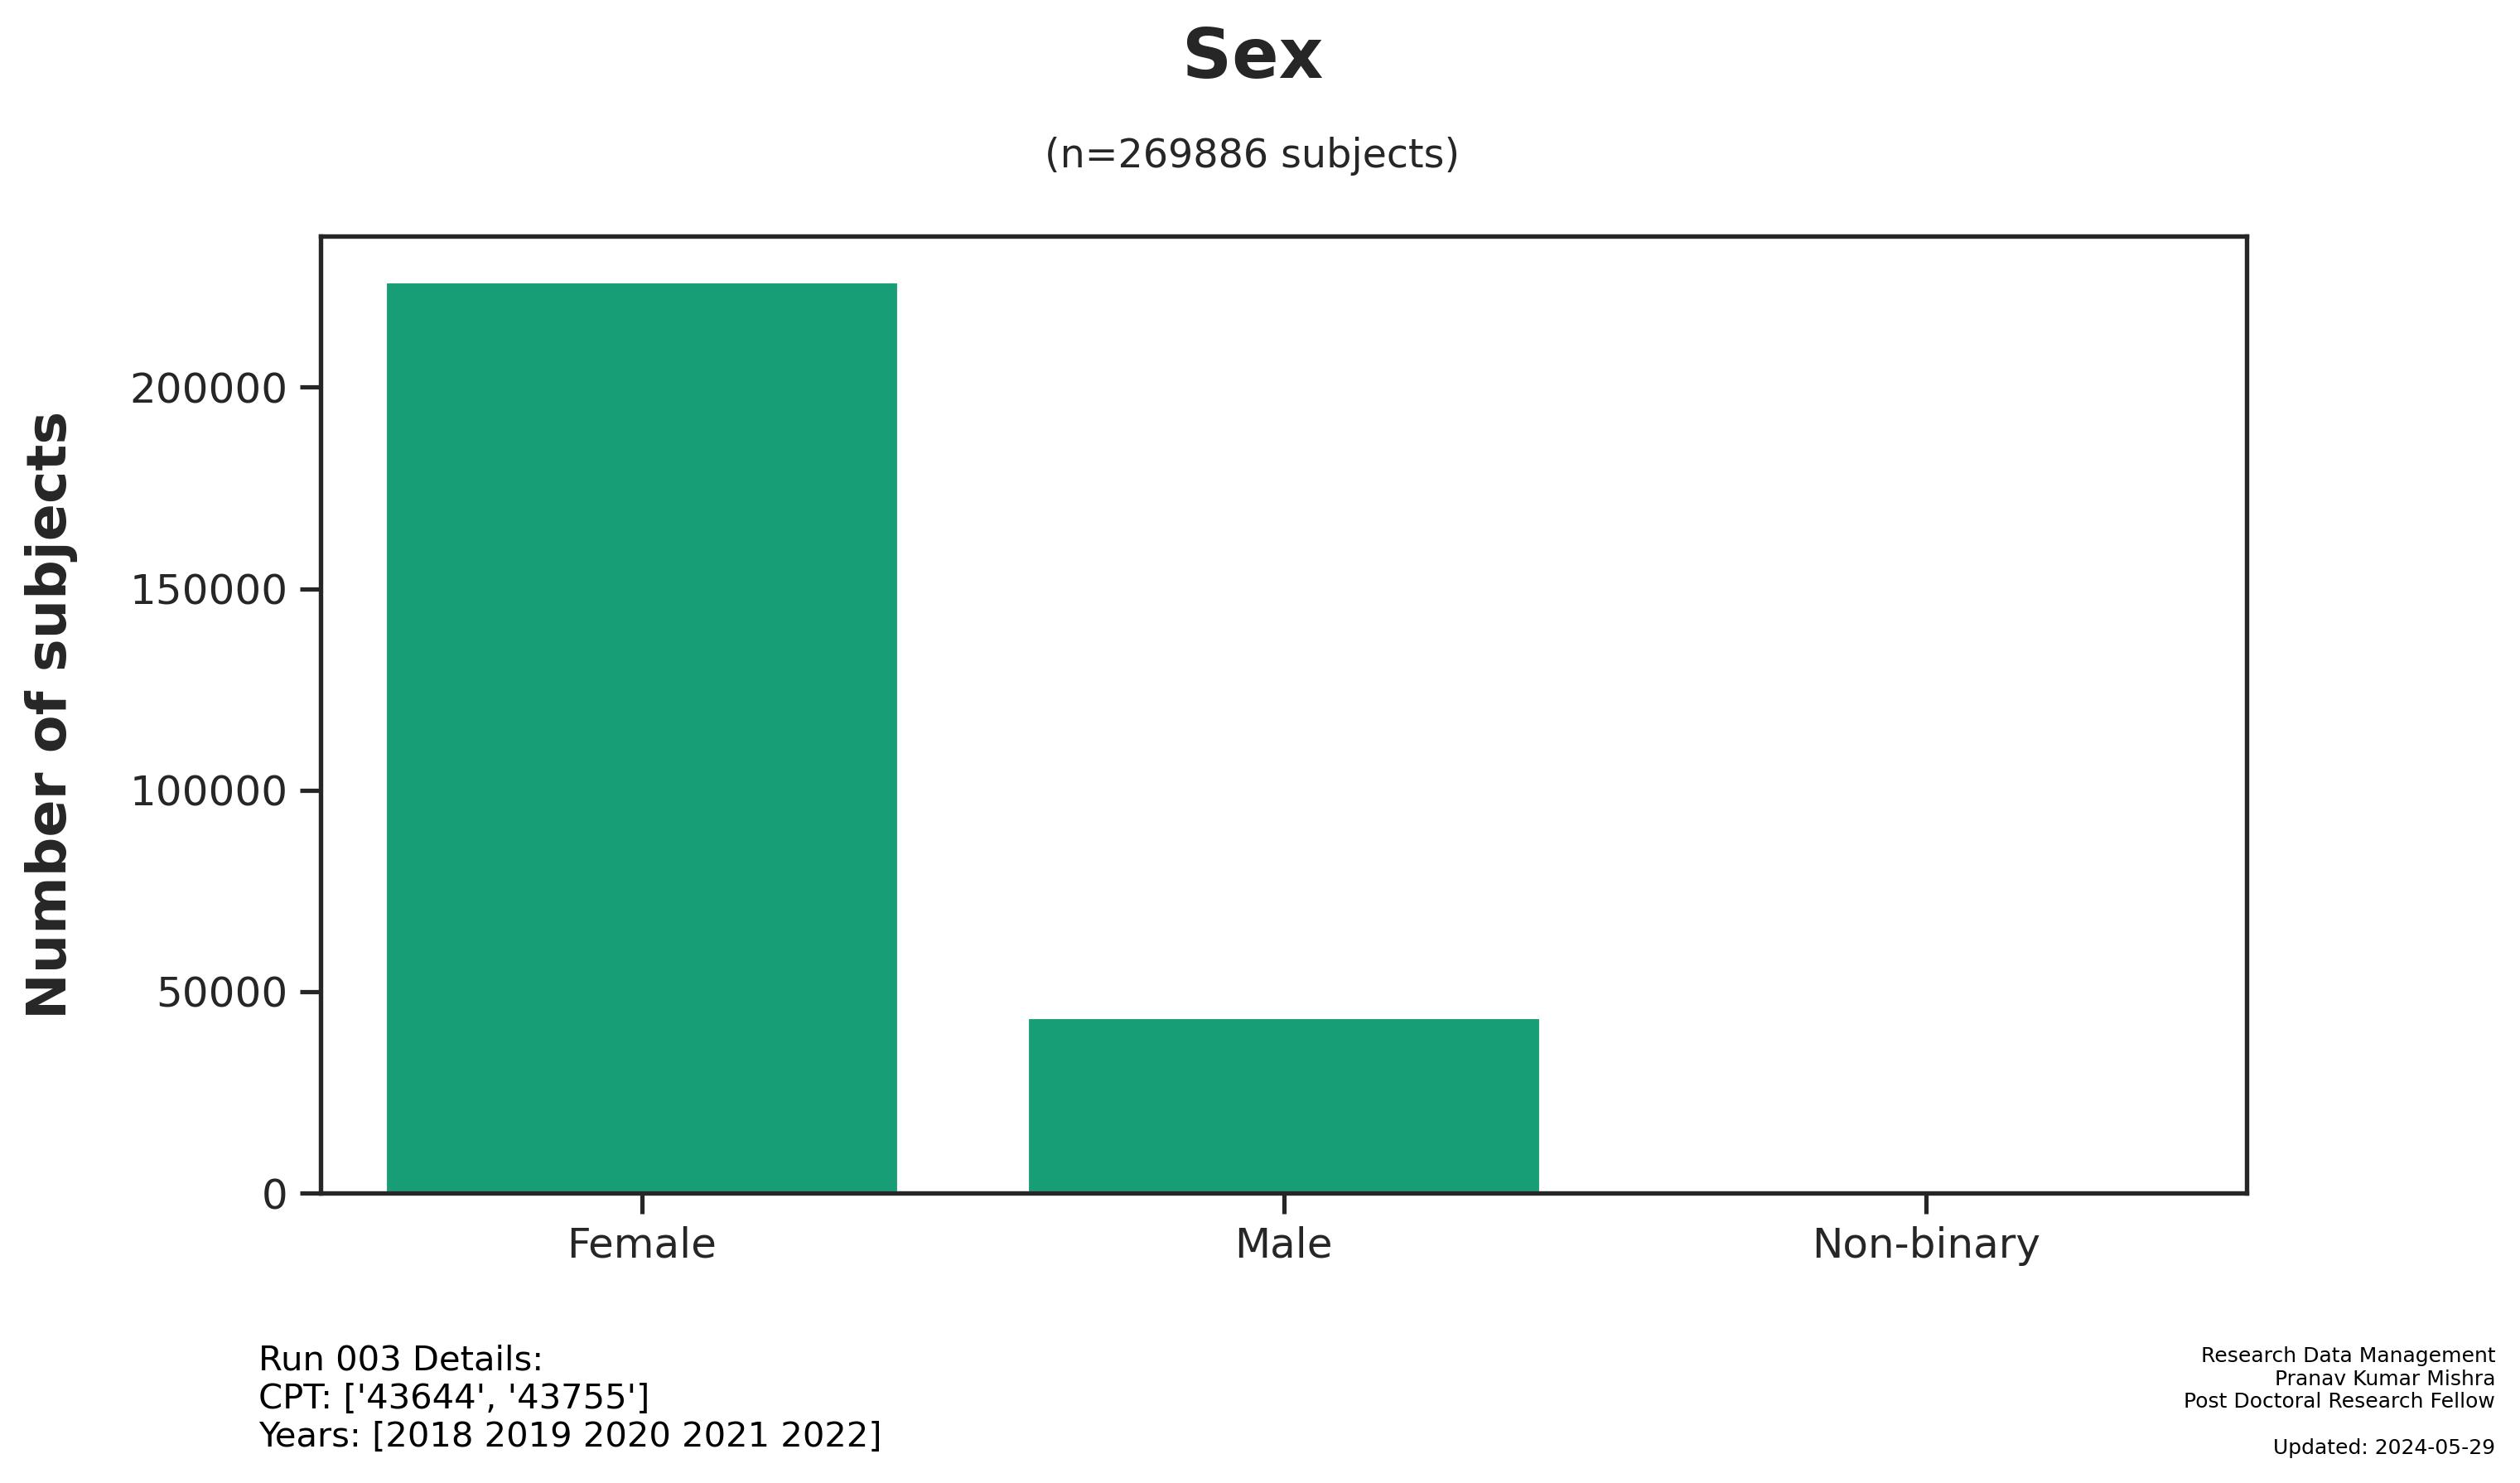 Sex
(n=269886 subjects)
Number of subjects
200000
150000
100000
50000
0
Female
Male
Non-binary
Run 003 Details:
CPT: ['43644', '43755']
Years: [2018 2019 2020 2021 2022]
Research Data Management
Pranav Kumar Mishra
Post Doctoral Research Fellow
Updated: 2024-05-29